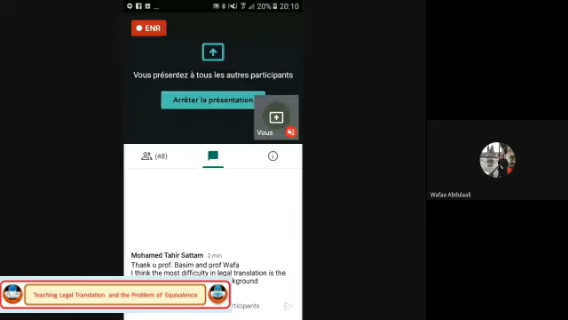 20% 20:10
ENR
Vous présentez à tous les autres participants
Arrêter la présentation
Vous
(48)
Mohamed Tahir Sattam 2 min
Thank u prof. Basim and prof Wafa
I think the most difficulty in legal translation is the
kground
ticipants
Teaching Legal Translation and the Problem of Equivalence
Wafaa Abdulaali